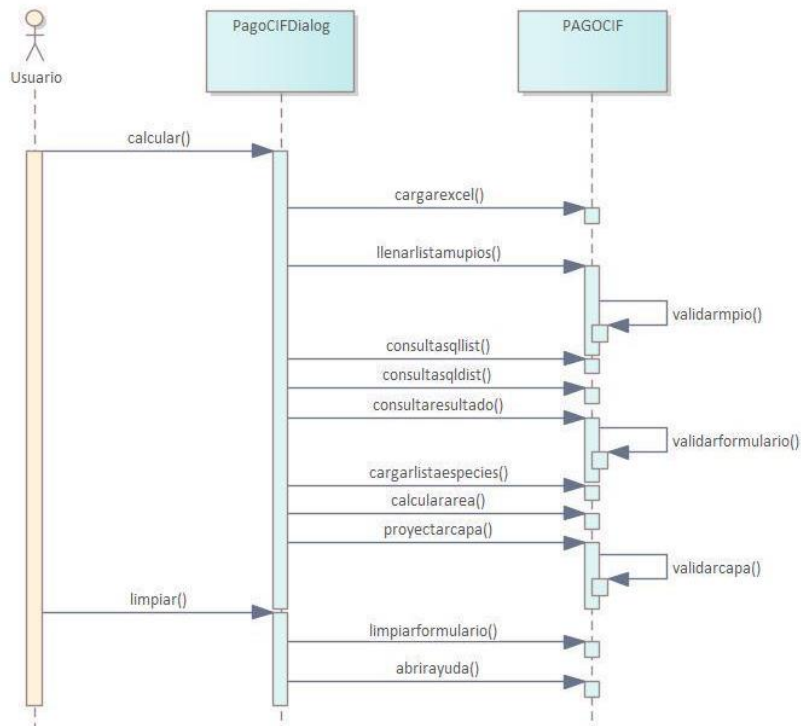 PagoCIFDialog
PAGOCIF
Usuario
calcular()
cargarexcel()
llenarlistamupios()
validarmpio()
consultasqllist()
consultasqldist()
consultaresultado()
validarformulario()
cargarlistaespecies()
calculararea()
proyectarcapa()
validarcapa()
limpiar()
limpiarformulario()
abrirayuda()